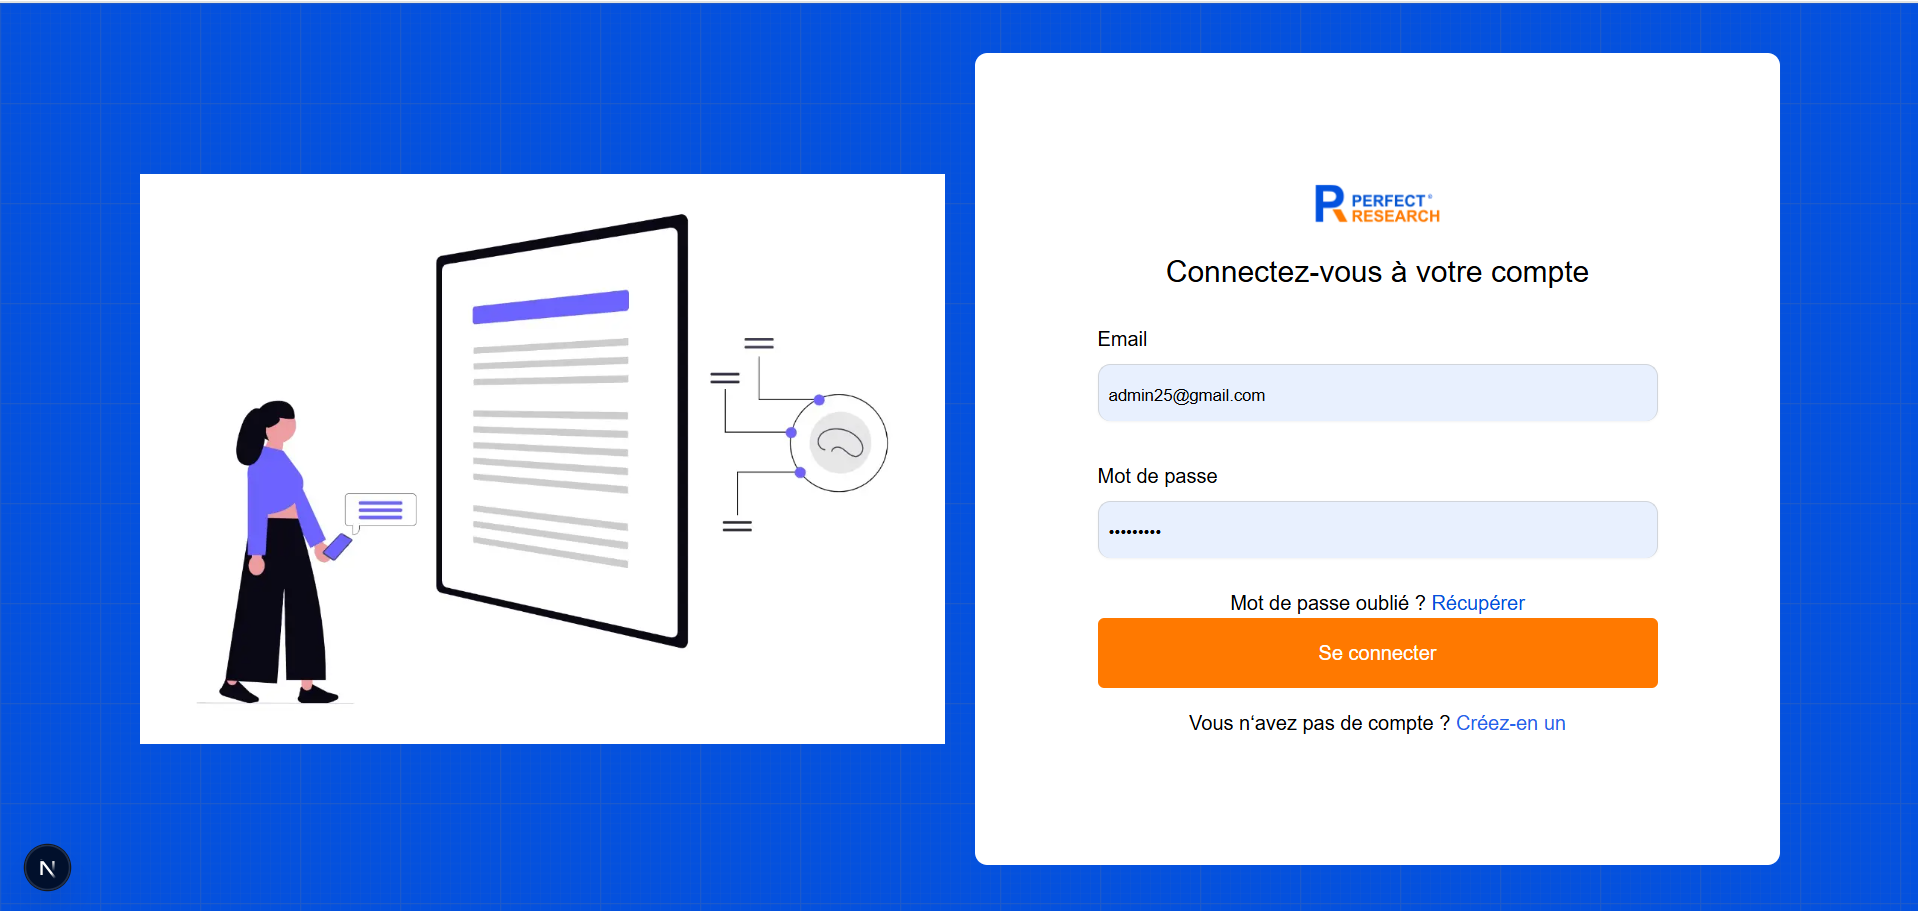 PERFECT®
RESEARCH
Connectez-vous à votre compte
Email
admin25@gmail.com
Mot de passe
•••••••••
Mot de passe oublié ? Récupérer
Se connecter
Vous n‘avez pas de compte ? Créez-en un
N